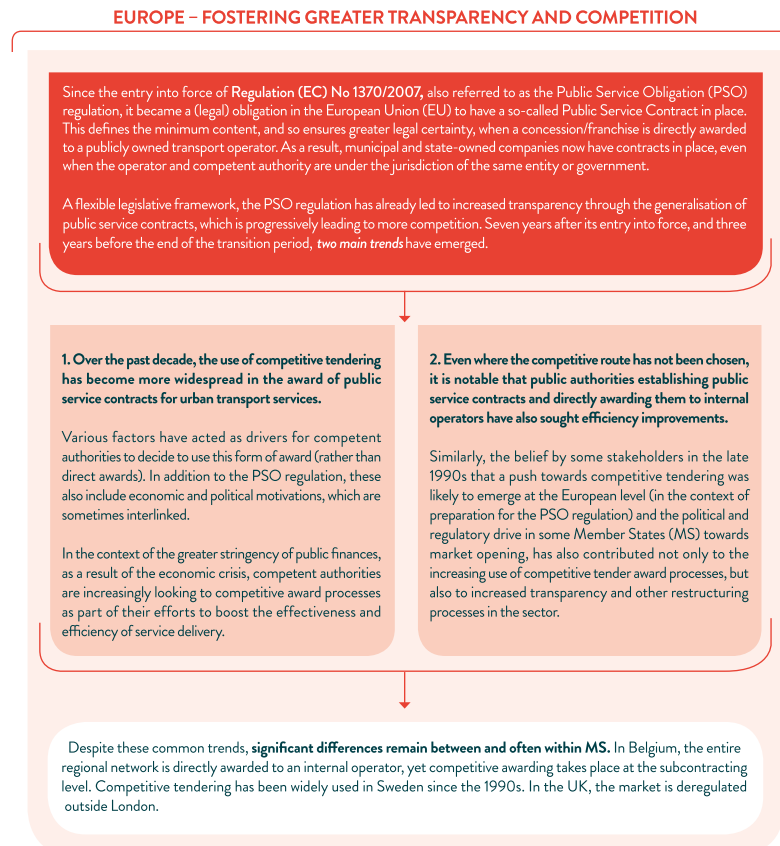 EUROPE – FOSTERING GREATER TRANSPARENCY AND COMPETITION
Since the entry into force of Regulation (EC) No 1370/2007, also referred to as the Public Service Obligation (PSO)
regulation, it became a (legal) obligation in the European Union (EU) to have a so-called Public Service Contract in place.
This defines the minimum content, and so ensures greater legal certainty, when a concession/franchise is directly awarded
to a publicly owned transport operator. As a result, municipal and state-owned companies now have contracts in place, even
when the operator and competent authority are under the jurisdiction of the same entity or government.
A flexible legislative framework, the PSO regulation has already led to increased transparency through the generalisation of
public service contracts, which is progressively leading to more competition. Seven years after its entry into force, and three
years before the end of the transition period, two main trends have emerged.
1. Over the past decade, the use of competitive tendering
has become more widespread in the award of public
service contracts for urban transport services.
Various factors have acted as drivers for competent
authorities to decide to use this form of award (rather than
direct awards). In addition to the PSO regulation, these
also include economic and political motivations, which are
sometimes interlinked.
In the context of the greater stringency of public finances,
as a result of the economic crisis, competent authorities
are increasingly looking to competitive award processes
as part of their efforts to boost the effectiveness and
efficiency of service delivery.
2. Even where the competitive route has not been chosen,
it is notable that public authorities establishing public
service contracts and directly awarding them to internal
operators have also sought efficiency improvements.
Similarly, the belief by some stakeholders in the late
1990s that a push towards competitive tendering was
likely to emerge at the European level (in the context of
preparation for the PSO regulation) and the political and
regulatory drive in some Member States (MS) towards
market opening, has also contributed not only to the
increasing use of competitive tender award processes, but
also to increased transparency and other restructuring
processes in the sector.
Despite these common trends, significant differences remain between and often within MS. In Belgium, the entire
regional network is directly awarded to an internal operator, yet competitive awarding takes place at the subcontracting
level. Competitive tendering has been widely used in Sweden since the 1990s. In the UK, the market is deregulated
outside London.